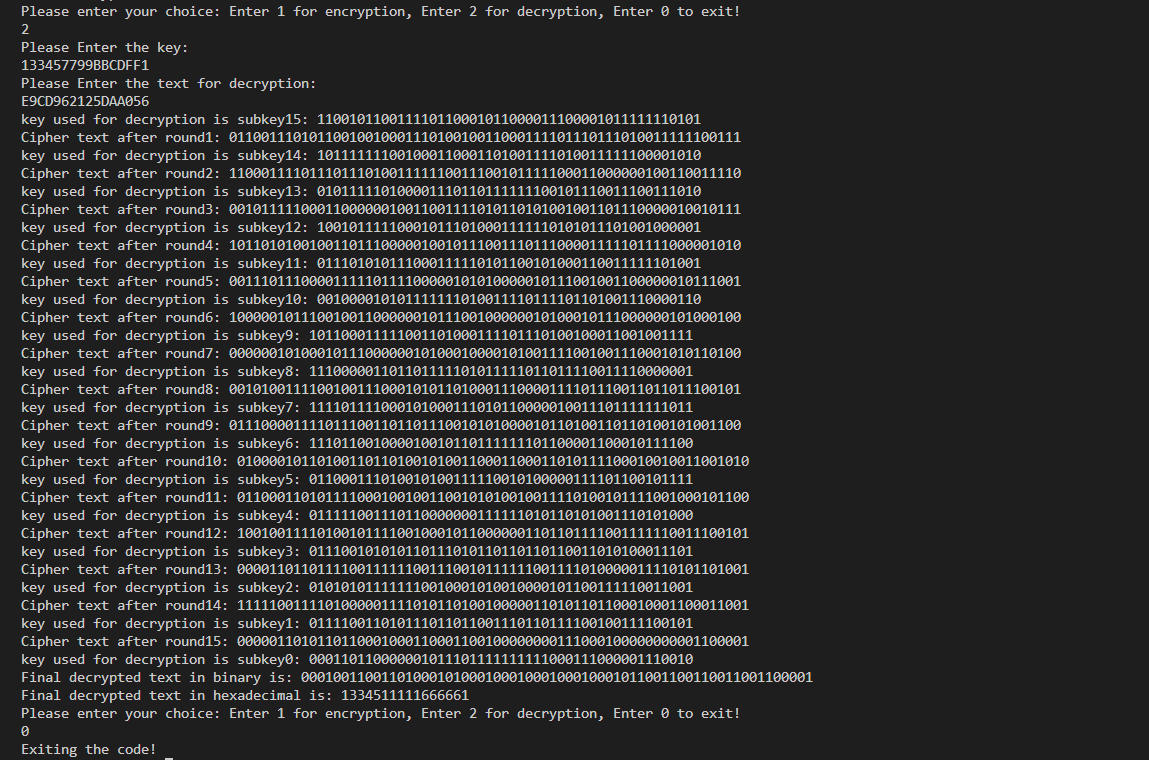 Please enter your choice: Enter 1 for encryption, Enter 2 for decryption, Enter 0 to exit!
2
Please Enter the key:
133457799BBCDFF1
Please Enter the text for decryption:
E9CD962125DAA056
key used for decryption is subkey15: 110010110011110110001011000011100001011111110101
Cipher text after round1: 0110011101011001001000111010010011000111101110111010011111100111
key used for decryption is subkey14: 101111111001000110001101001111010011111100001010
Cipher text after round2: 1100011110111011101001111110011100101111100011000000100110011110
key used for decryption is subkey13: 010111110100001110110111111100101110011100111010
Cipher text after round3: 0010111110001100000010011001111010110101001001101110000010010111
key used for decryption is subkey12: 100101111100010111010001111110101011101001000001
Cipher text after round4: 1011010100100110111000001001011100111011100001111101111000001010
key used for decryption is subkey11: 011101010111000111110101100101000110011111101001
Cipher text after round5: 0011101110000111110111100000101010000010111001001100000010111001
key used for decryption is subkey10: 001000010101111111010011110111101101001110000110
Cipher text after round6: 1000001011100100110000001011100100000010100010111000000101000100
key used for decryption is subkey9: 101100011111001101000111101110100100011001001111
Cipher text after round7: 0000001010001011100000010100010000101001111001001110001010110100
key used for decryption is subkey8: 111000001101101111101011111011011110011110000001
Cipher text after round8: 0010100111100100111000101011010001110000111101110011011011100101
key used for decryption is subkey7: 111101111000101000111010110000010011101111111011
Cipher text after round9: 0111000011110111001101101110010101000010110100110110100101001100
key used for decryption is subkey6: 111011001000010010110111111101100001100010111100
Cipher text after round10: 0100001011010011011010010100110001100011010111100010010011001010
key used for decryption is subkey5: 0110001111010010100111110010100000111101100101111
Cipher text after round11: 0110001101011110001001001100101010010011110100101111001000101100
key used for decryption is subkey4: 011111001110110000000111111010110101001110101000
Cipher text after round12: 1001001111010010111100100010110000001101101111001111110011100101
key used for decryption is subkey3: 011100101010110111010110110110110011010100011101
Cipher text after round13: 0000110110111100111111001110010111111001111010000011110101101001
key used for decryption is subkey2: 010101011111110010001010010000101100111110011001
Cipher text after round14: 1111100111101000001111010110100100000110101101100010001100011001
key used for decryption is subkey1: 011110011010111011011001110110111100100111100101
Cipher text after round15: 0000011010110110001000110001100100000000111000100000000001100001
key used for decryption is subkey0: 000110110000001011101111111111000111000001110010
Final decrypted text in binary is: 0001001100110100010100010001000100010001011001100110011001100001
Final decrypted text in hexadecimal is: 1334511111666661
Please enter your choice: Enter 1 for encryption, Enter 2 for decryption, Enter 0 to exit!
0
Exiting the code!